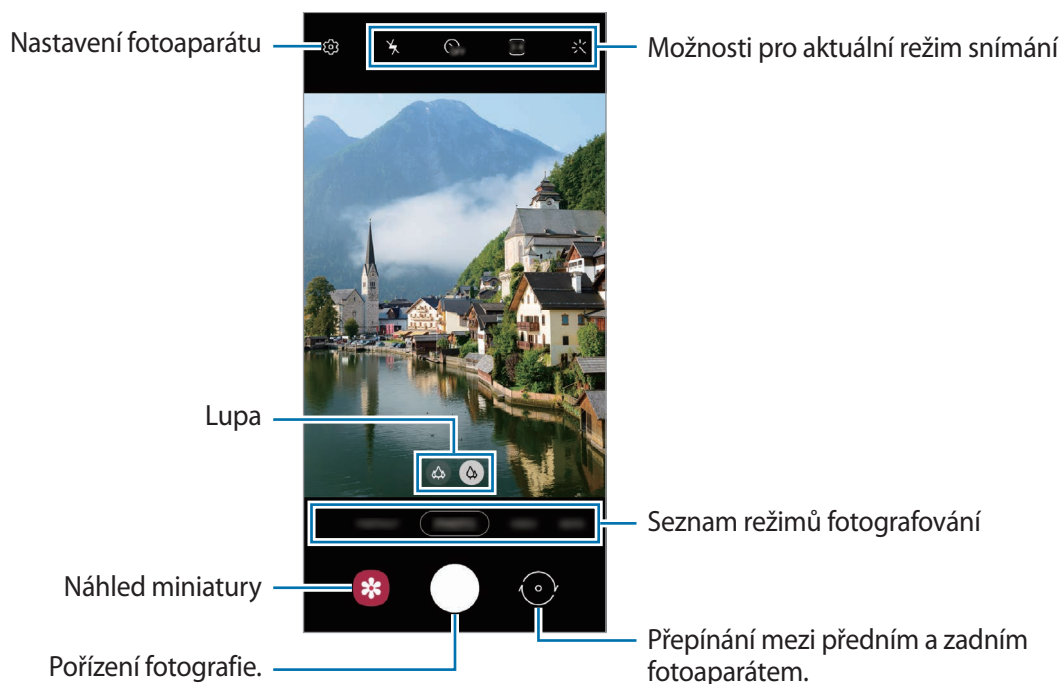 Nastavení fotoaparátu
Možnosti pro aktuální režim snímání
Lupa
Seznam režimů fotografování
Náhled miniatury
Pořízení fotografie.
Přepínání mezi předním a zadním
fotoaparátem.